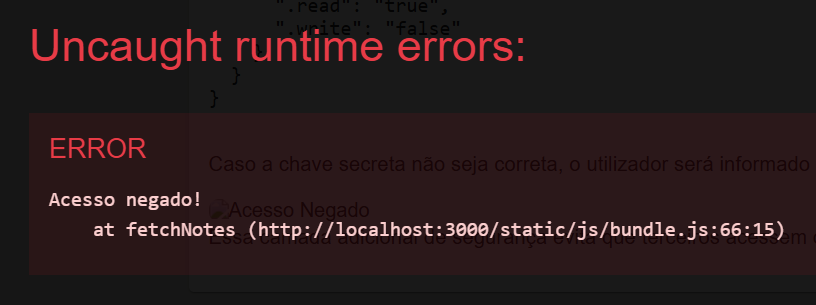 ".read": "true",
".write": "false"
Uncaught runtime errors:
}
}
}
ERROR
Caso a chave secreta não seja correta, o utilizador será informado
Acesso negado!
Acesso Negado
at fetchNotes (http://localhost:3000/static/js/bundle.js:66:15)
Essa camada adicional de segurança evita que terceiros acessem